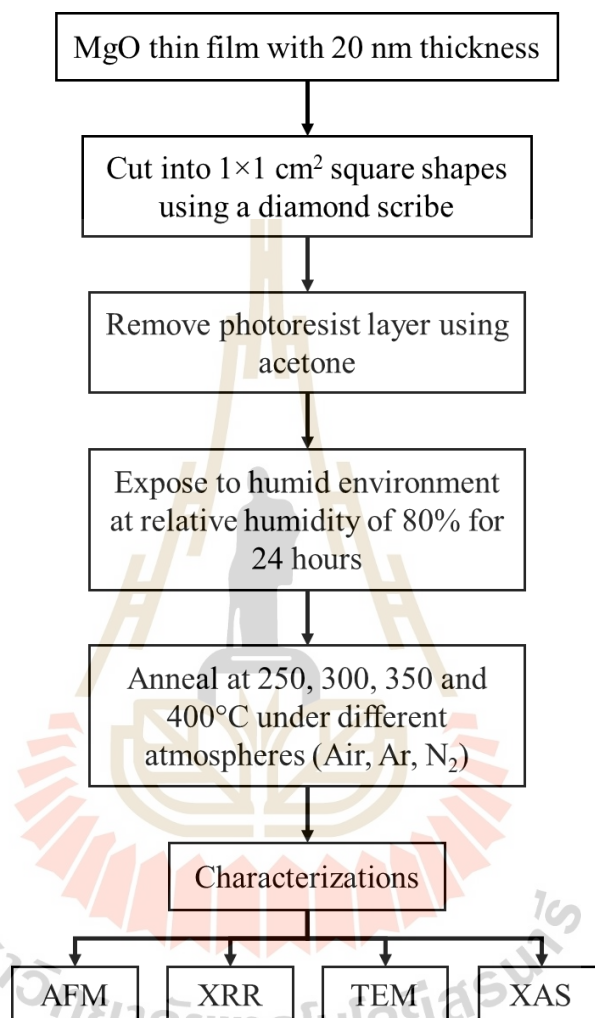 MgO thin film with 20 nm thickness
Cut into 1×1 cm² square shapes
using a diamond scribe
Remove photoresist layer using
acetone
Expose to humid environment
at relative humidity of 80% for
24 hours
Anneal at 250, 300, 350 and
400°C under different
atmospheres (Air, Ar, N₂)
Characterizations
AFM XRR TEM XAS